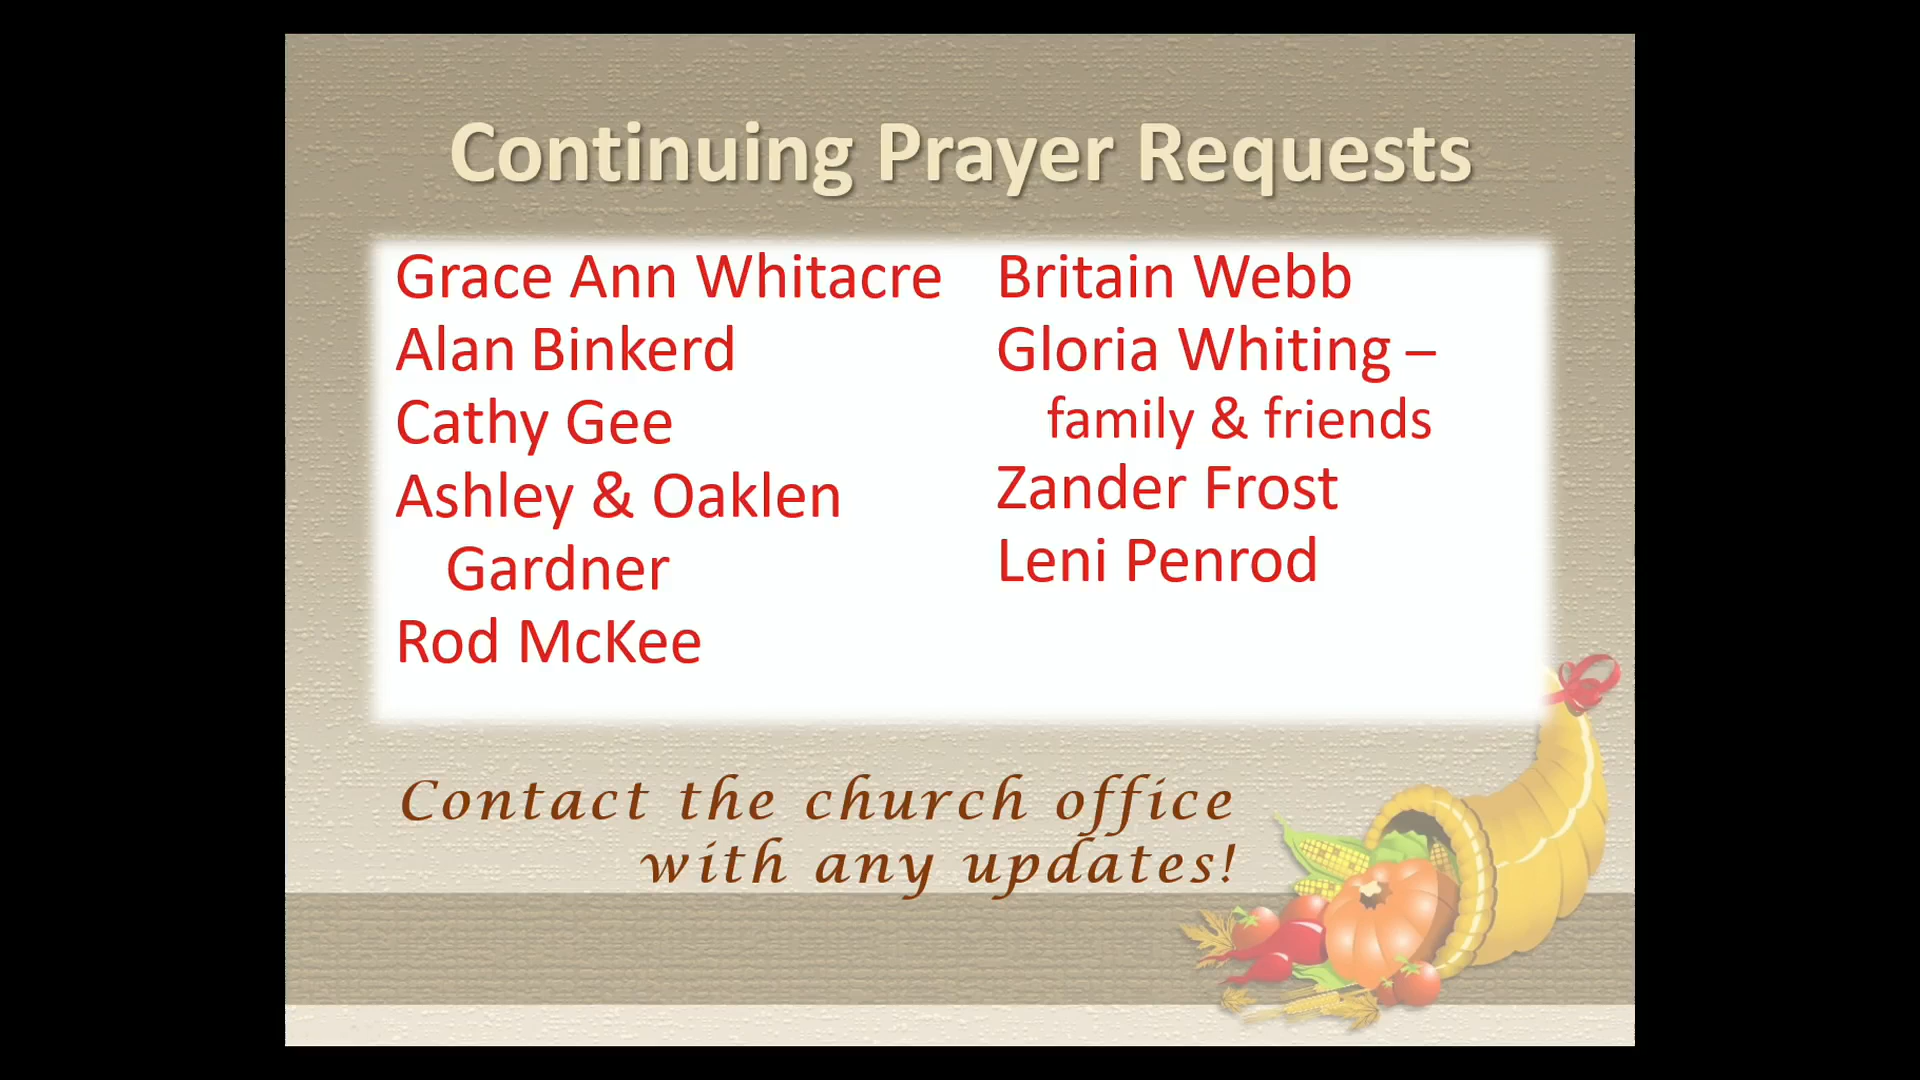 Continuing Prayer Requests
Grace Ann Whitacre
Alan Binkerd
Cathy Gee
Ashley & Oaklen
Gardner
Rod McKee
Britain Webb
Gloria Whiting –
family & friends
Zander Frost
Leni Penrod
Contact the church office
with any updates!